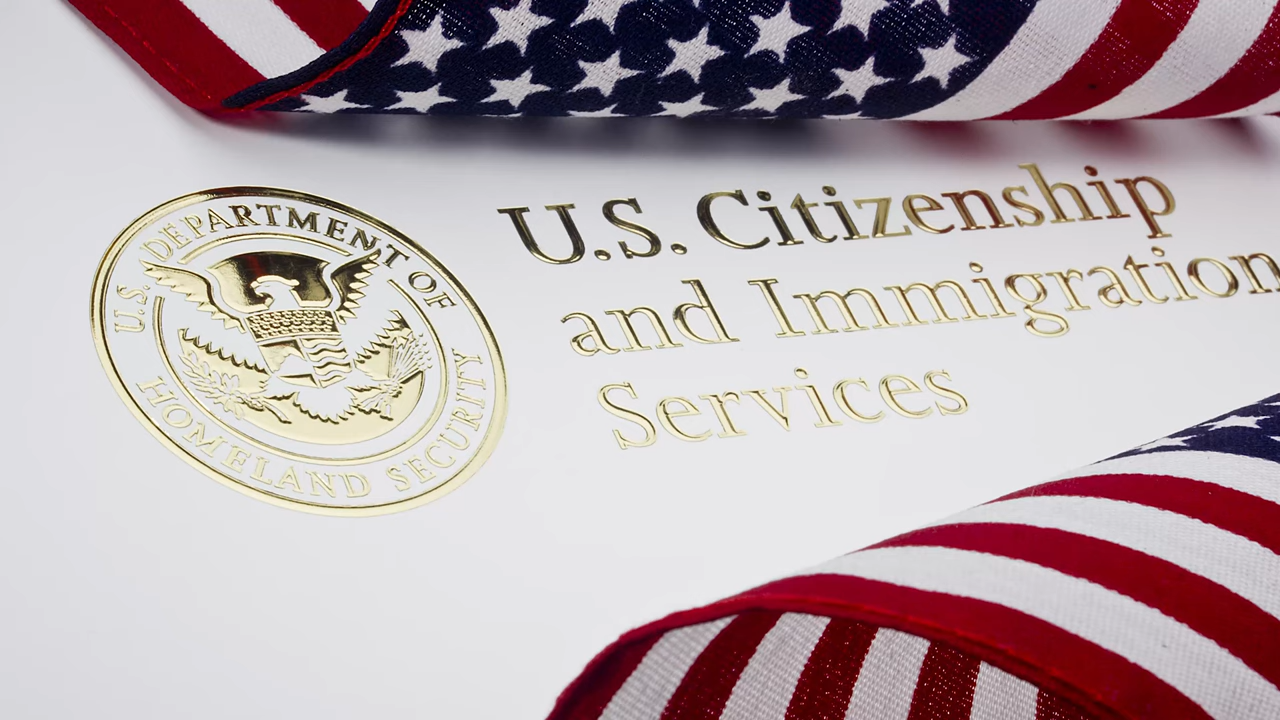 U.S. DEPARTMENT OF
HOMELAND SECURITY
U.S. Citizenship
and Immigration
Services